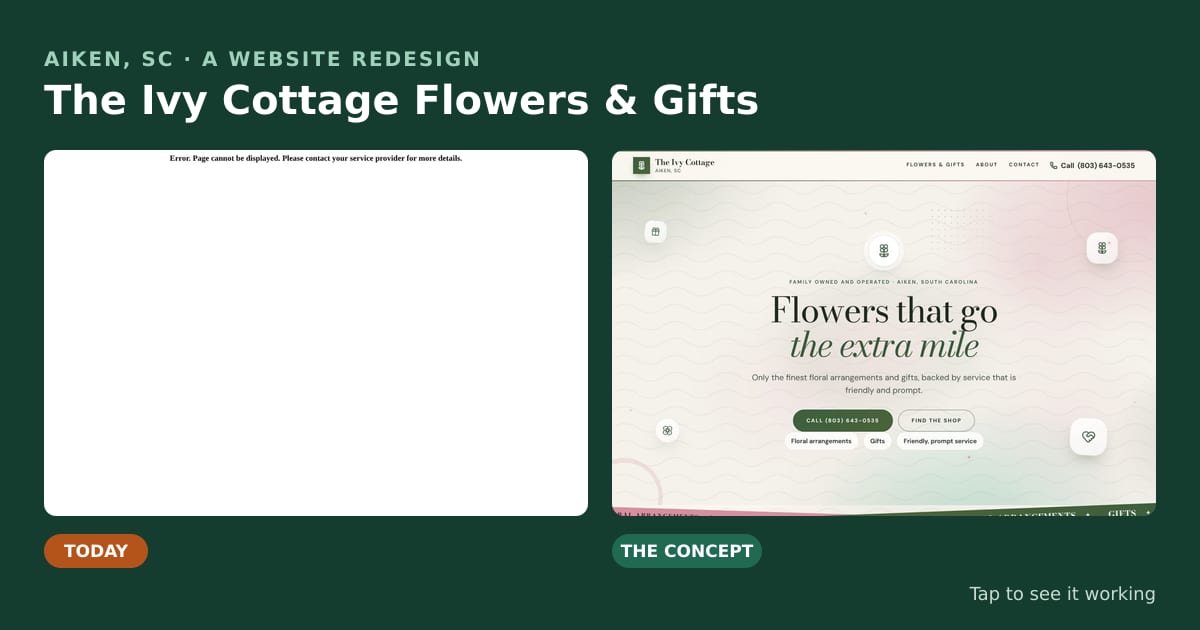 AIKEN, SC · A WEBSITE REDESIGN
The Ivy Cottage Flowers & Gifts
Error. Page cannot be displayed. Please contact your service provider for more details.
The Ivy Cottage
AIKEN, SC
FLOWERS & GIFTS ABOUT CONTACT Call (803) 643-0535
FAMILY OWNED AND OPERATED · AIKEN, SOUTH CAROLINA
Flowers that go
the extra mile
Only the finest floral arrangements and gifts, backed by service that is
friendly and prompt.
CALL (803) 643-0535 FIND THE SHOP
Floral arrangements Gifts Friendly, prompt service
GIFTS
TODAY
THE CONCEPT
Tap to see it working